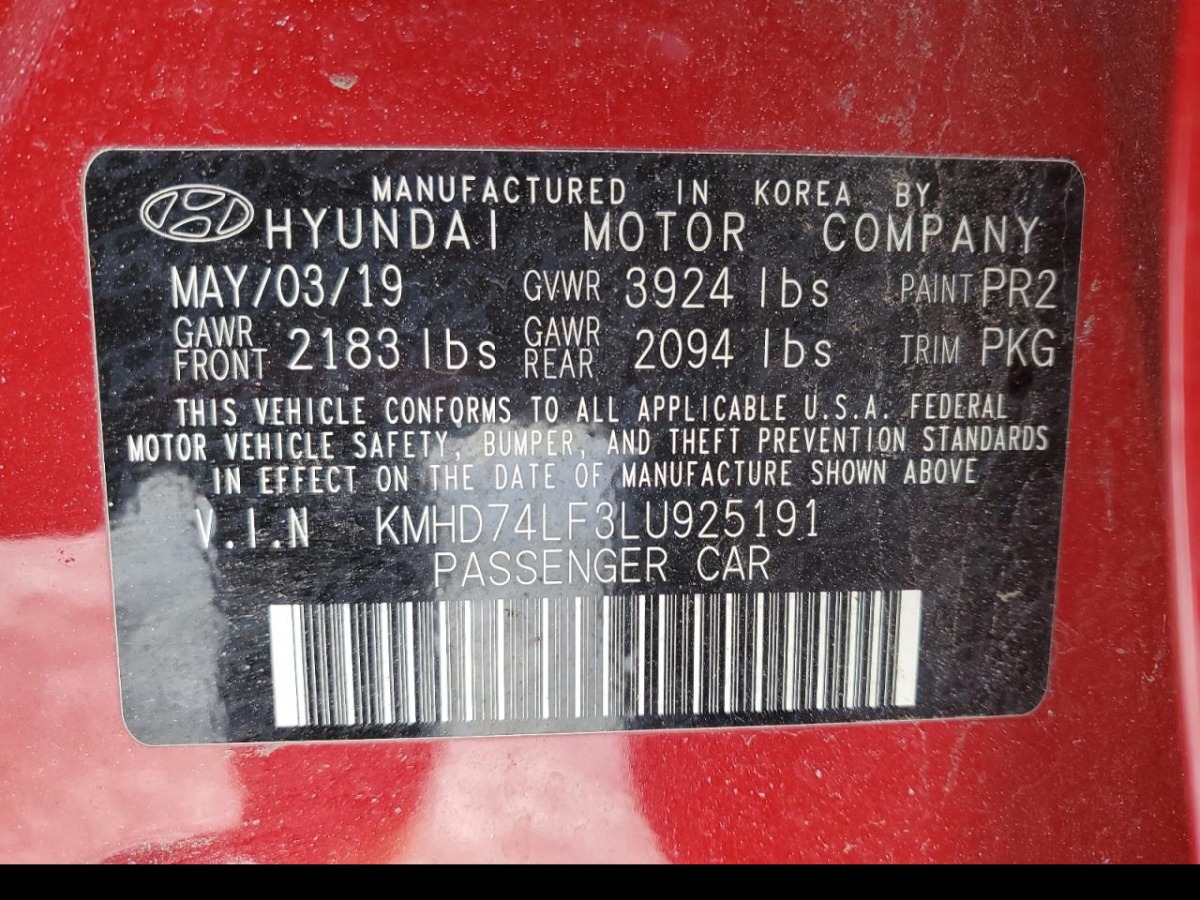 MANUFACTURED IN KOREA BY
HYUNDAI MOTOR COMPANY
MAY/03/19 GVWR 3924 lbs PAINT PR2
GAWR FRONT 2183 lbs GAWR REAR 2094 lbs TRIM PKG
THIS VEHICLE CONFORMS TO ALL APPLICABLE U.S.A. FEDERAL
MOTOR VEHICLE SAFETY, BUMPER, AND THEFT PREVENTION STANDARDS
IN EFFECT ON THE DATE OF MANUFACTURE SHOWN ABOVE
V.I.N KMHD74LF3LU925191
PASSENGER CAR